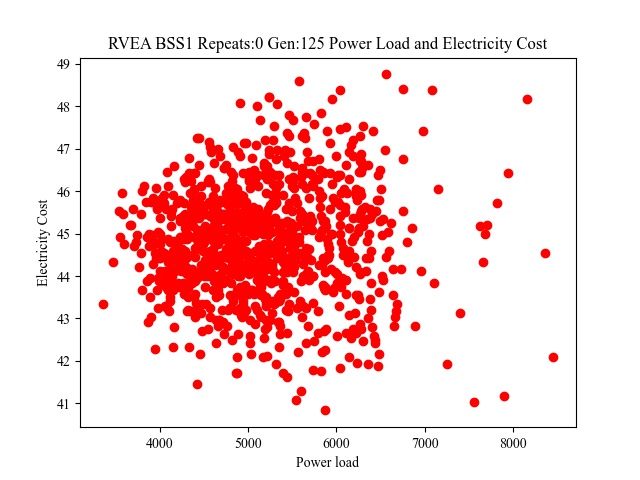 RVEA BSS1 Repeats:0 Gen:125 Power Load and Electricity Cost
49
48
47
46
45
44
43
42
41
Electricity Cost
4000 5000 6000 7000 8000
Power load